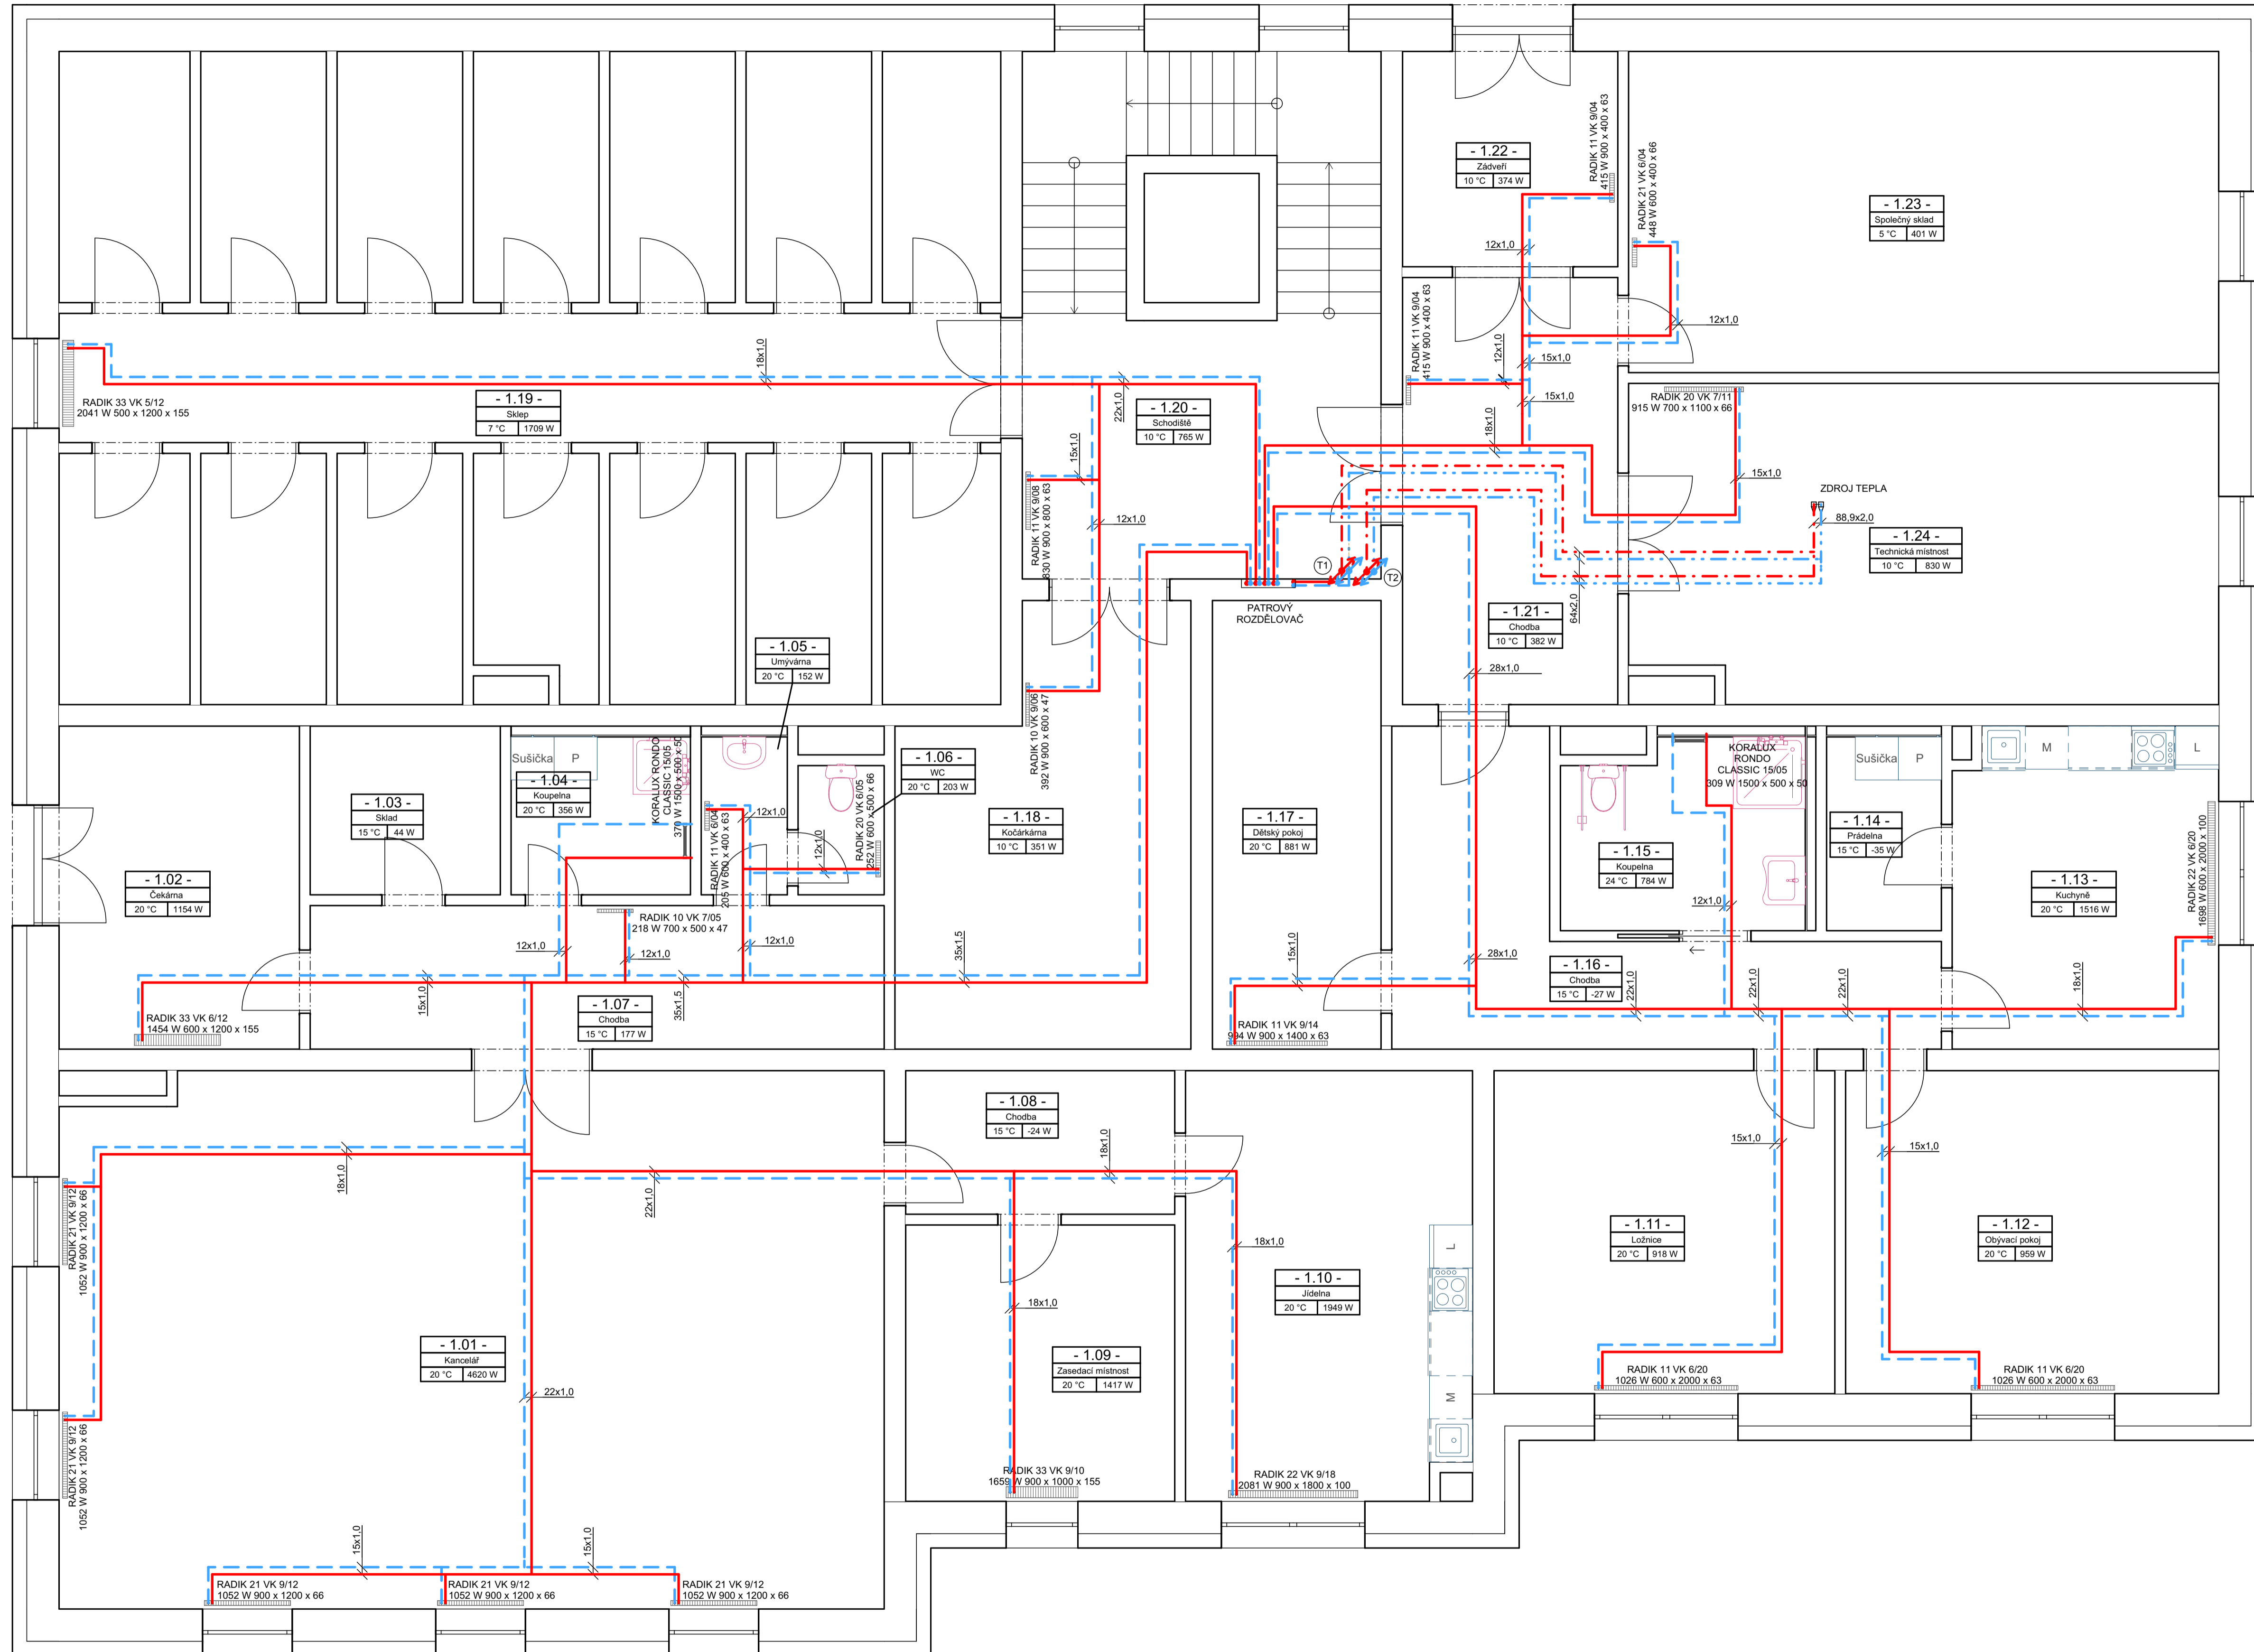 - 1.22 -
Zádveří
10 °C 374 W
RADIK 11 VK 9/04
415 W 900 x 400 x 63
RADIK 21 VK 6/04
448 W 600 x 400 x 66
- 1.23 -
Společný sklad
5 °C 401 W
12x1,0
12x1,0
RADIK 11 VK 9/04
415 W 900 x 400 x 63
12x1,0
15x1,0
15x1,0
18x1,0
18x1,0
22x1,0
RADIK 33 VK 5/12
2041 W 500 x 1200 x 155
- 1.19 -
Sklep
7 °C 1709 W
- 1.20 -
Schodiště
10 °C 765 W
RADIK 20 VK 7/11
915 W 700 x 1100 x 66
15x1,0
15x1,0
RADIK 11 VK 9/08
830 W 900 x 800 x 63
12x1,0
ZDROJ TEPLA
88,9x2,0
- 1.24 -
Technická místnost
10 °C 830 W
T1
T2
PATROVÝ
ROZDĚLOVAČ
64x2,0
- 1.21 -
Chodba
10 °C 382 W
28x1,0
- 1.05 -
Umývárna
20 °C 152 W
RADIK 10 VK 9/06
392 W 900 x 600 x 47
Sušička P
- 1.04 -
Koupelna
20 °C 356 W
KORALUX RONDO
CLASSIC 15/05
370 W 1500 x 500 x 50
- 1.06 -
WC
20 °C 203 W
- 1.03 -
Sklad
15 °C 44 W
RADIK 11 VK 6/04
205 W 600 x 400 x 63
12x1,0
12x1,0
RADIK 20 VK 6/05
252 W 600 x 500 x 66
- 1.18 -
Kočárkárna
10 °C 351 W
- 1.17 -
Dětský pokoj
20 °C 881 W
KORALUX
RONDO
CLASSIC 15/05
309 W 1500 x 500 x 50
Sušička P
M
L
- 1.14 -
Prádelna
15 °C -35 W
- 1.15 -
Koupelna
24 °C 784 W
- 1.13 -
Kuchyně
20 °C 1516 W
RADIK 22 VK 6/20
1698 W 600 x 2000 x 100
- 1.02 -
Čekárna
20 °C 1154 W
RADIK 10 VK 7/05
218 W 700 x 500 x 47
12x1,0
12x1,0
12x1,0
35x1,5
15x1,0
28x1,0
12x1,0
- 1.16 -
Chodba
15 °C -27 W
22x1,0
22x1,0
22x1,0
18x1,0
15x1,0
- 1.07 -
Chodba
15 °C 177 W
35x1,5
RADIK 33 VK 6/12
1454 W 600 x 1200 x 155
RADIK 11 VK 9/14
994 W 900 x 1400 x 63
- 1.08 -
Chodba
15 °C -24 W
18x1,0
18x1,0
22x1,0
15x1,0
15x1,0
RADIK 21 VK 9/12
1052 W 900 x 1200 x 66
18x1,0
- 1.11 -
Ložnice
20 °C 918 W
- 1.12 -
Obývací pokoj
20 °C 959 W
L
18x1,0
- 1.10 -
Jídelna
20 °C 1949 W
- 1.01 -
Kancelář
20 °C 4620 W
22x1,0
- 1.09 -
Zasedací místnost
20 °C 1417 W
M
RADIK 11 VK 6/20
1026 W 600 x 2000 x 63
RADIK 11 VK 6/20
1026 W 600 x 2000 x 63
RADIK 21 VK 9/12
1052 W 900 x 1200 x 66
RADIK 33 VK 9/10
1659 W 900 x 1000 x 155
RADIK 22 VK 9/18
2081 W 900 x 1800 x 100
15x1,0
15x1,0
RADIK 21 VK 9/12
1052 W 900 x 1200 x 66
RADIK 21 VK 9/12
1052 W 900 x 1200 x 66
RADIK 21 VK 9/12
1052 W 900 x 1200 x 66